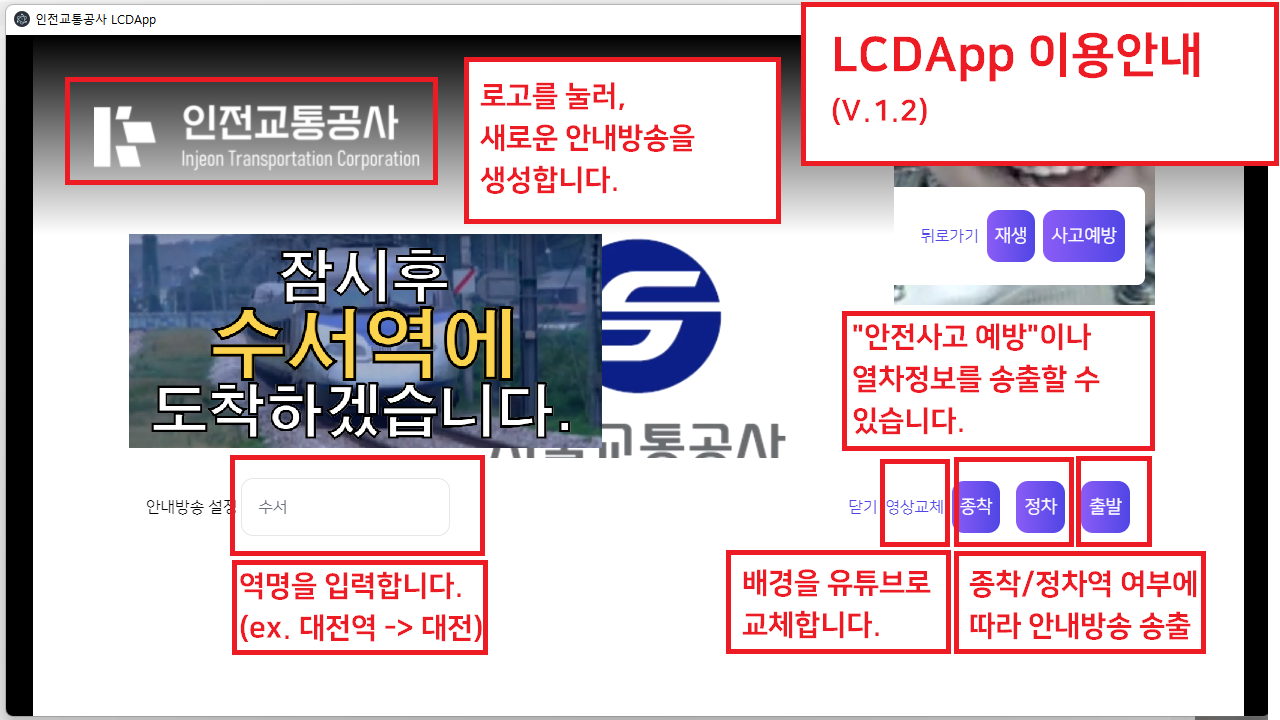 인전교통공사 LCDApp
LCDApp 이용안내
(V.1.2)
인전교통공사
Injeon Transportation Corporation
로고를 눌러,
새로운 안내방송을
생성합니다.
뒤로가기 재생 사고예방
잠시후
수서역에
도착하겠습니다.
"안전사고 예방"이나
열차정보를 송출할 수
있습니다.
서울교통공사
안내방송 설정 수서
닫기 영상교체 종착 정차 출발
역명을 입력합니다.
(ex. 대전역 -> 대전)
배경을 유튜브로
교체합니다.
종착/정차역 여부에
따라 안내방송 송출